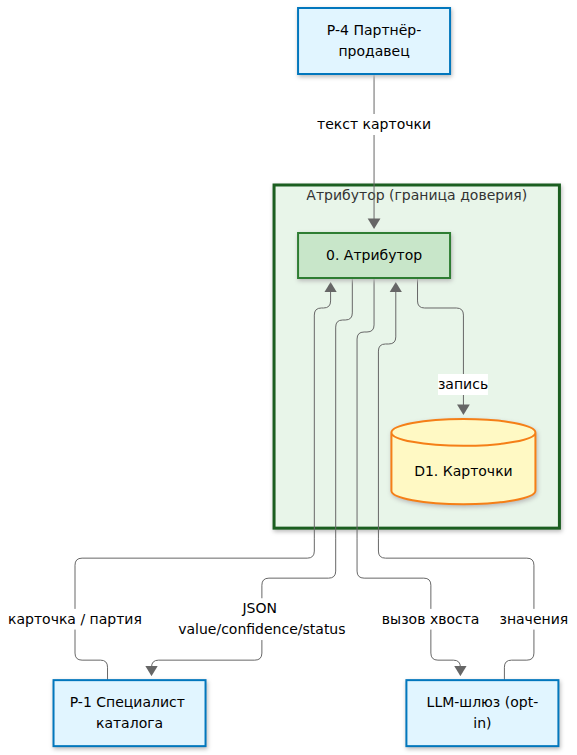 Р-4 Партнёр-
продавец
текст карточки
Атрибутор (граница доверия)
0. Атрибутор
запись
D1. Карточки
карточка / партия
JSON
value/confidence/status
вызов хвоста
значения
Р-1 Специалист
каталога
LLM-шлюз (opt-
in)